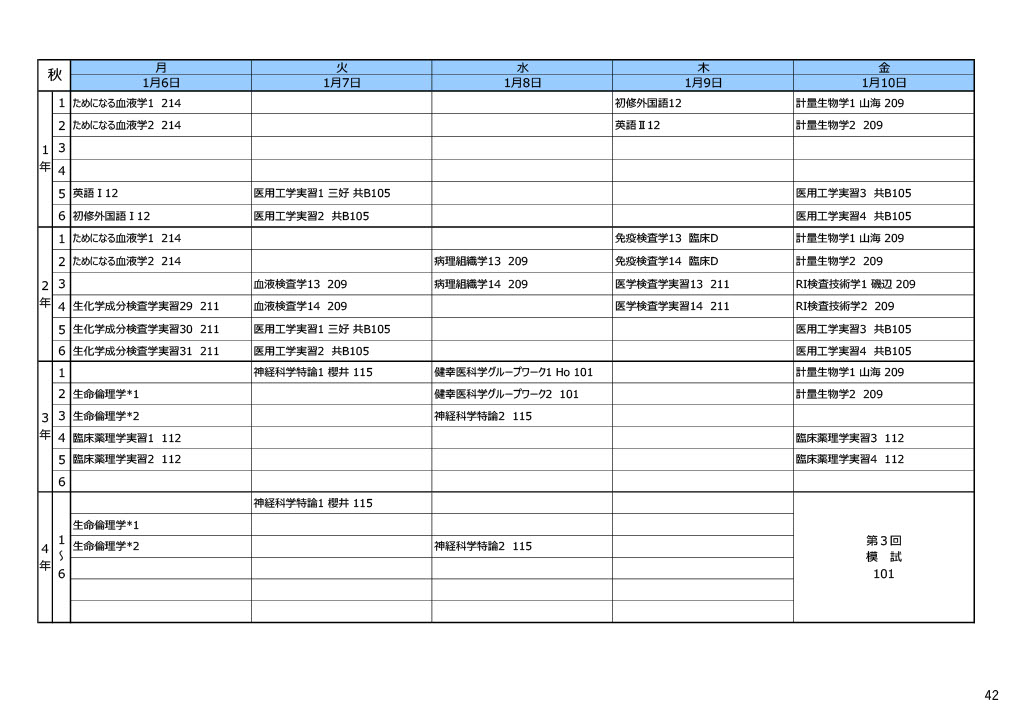 秋 月 火 水 木 金
1月6日 1月7日 1月8日 1月9日 1月10日
1年
1 ためになる血液学1 214 初修外国語12 計量生物学1 山海 209
2 ためになる血液学2 214 英語Ⅱ12 計量生物学2 209
3
4
5 英語Ⅰ12 医用工学実習1 三好 共B105 医用工学実習3 共B105
6 初修外国語Ⅰ12 医用工学実習2 共B105 医用工学実習4 共B105
2年
1 ためになる血液学1 214 免疫検査学13 臨床D 計量生物学1 山海 209
2 ためになる血液学2 214 病理組織学13 209 免疫検査学14 臨床D 計量生物学2 209
3 血液検査学13 209 病理組織学14 209 医学検査学実習13 211 RI検査技術学1 磯辺 209
4 生化学成分検査学実習29 211 血液検査学14 209 医学検査学実習14 211 RI検査技術学2 209
5 生化学成分検査学実習30 211 医用工学実習1 三好 共B105 医用工学実習3 共B105
6 生化学成分検査学実習31 211 医用工学実習2 共B105 医用工学実習4 共B105
3年
1 神経科学特論1 櫻井 115 健幸医科学グループワーク1 Ho 101 計量生物学1 山海 209
2 生命倫理学*1 健幸医科学グループワーク2 101 計量生物学2 209
3 生命倫理学*2 神経科学特論2 115
4 臨床薬理学実習1 112 臨床薬理学実習3 112
5 臨床薬理学実習2 112 臨床薬理学実習4 112
6
4年
1～6
神経科学特論1 櫻井 115
生命倫理学*1
生命倫理学*2 神経科学特論2 115
第３回
模 試
101
42